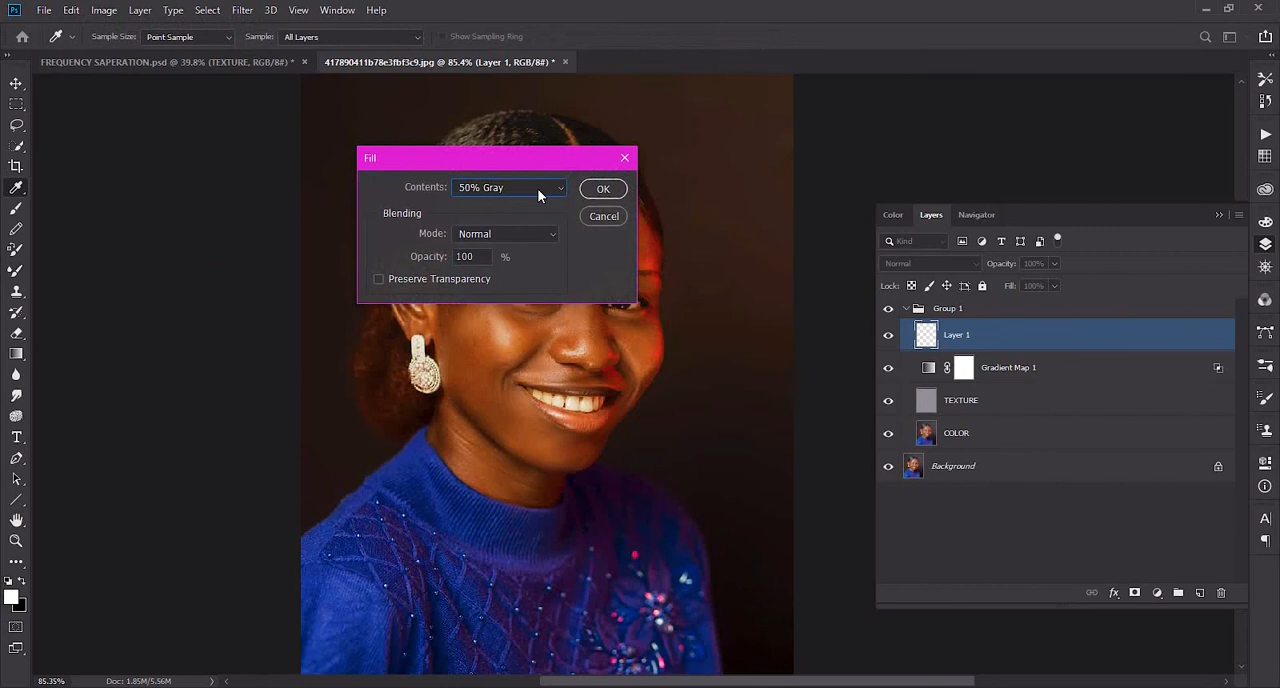 Ps File Edit Image Layer Type Select Filter 3D View Window Help
Sample Size: Point Sample Sample: All Layers Show Sampling Ring
FREQUENCY SAPERATION.psd @ 39.8% (TEXTURE, RGB/8#) * × 417890411b78e3fbf3c9.jpg @ 85.4% (Layer 1, RGB/8#) * ×
Fill
Contents: 50% Gray OK
Blending Cancel
Mode: Normal
Opacity: 100 %
Preserve Transparency
Color Layers Navigator
Kind
Normal Opacity: 100%
Lock: Fill: 100%
Group 1
Layer 1
Gradient Map 1
TEXTURE
COLOR
Background
fx
85.35% Doc: 1.85M/5.56M